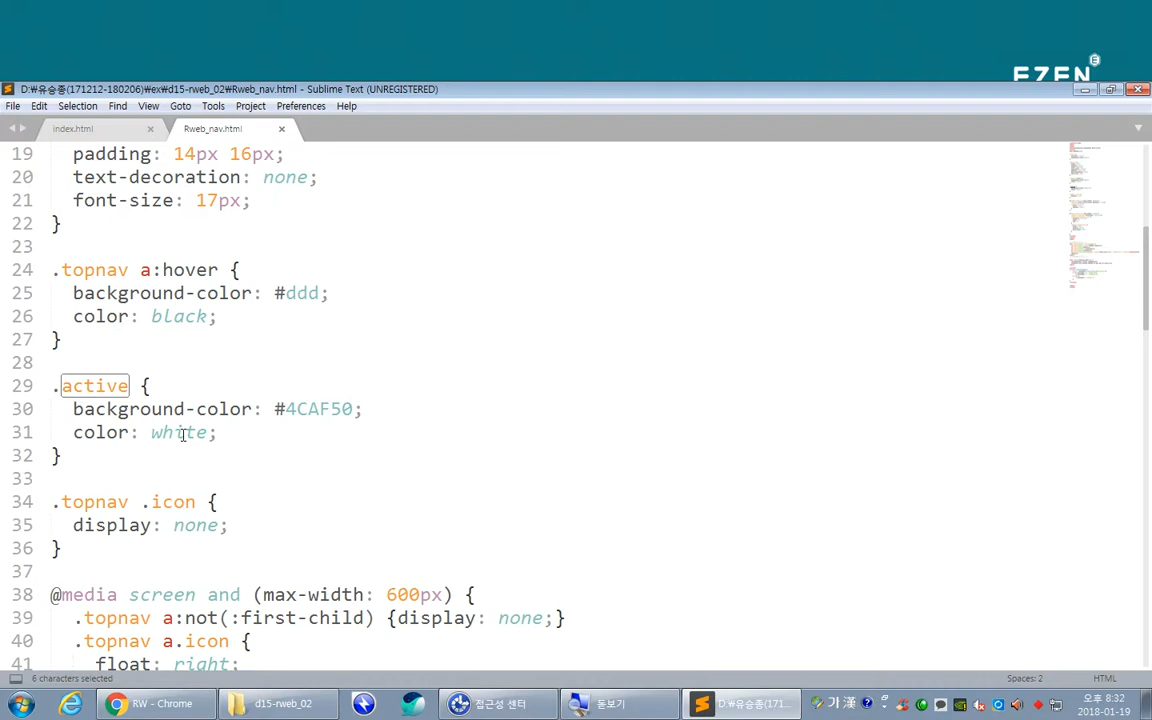 EZEN E
D:₩유승종(171212-180206)₩ex₩d15-rweb_02₩Rweb_nav.html - Sublime Text (UNREGISTERED)
File Edit Selection Find View Goto Tools Project Preferences Help
index.html Rweb_nav.html
19 padding: 14px 16px;
20 text-decoration: none;
21 font-size: 17px;
22 }
23
24 .topnav a:hover {
25 background-color: #ddd;
26 color: black;
27 }
28
29 .active {
30 background-color: #4CAF50;
31 color: white;
32 }
33
34 .topnav .icon {
35 display: none;
36 }
37
38 @media screen and (max-width: 600px) {
39 .topnav a:not(:first-child) {display: none;}
40 .topnav a.icon {
41 float: right;
6 characters selected Spaces: 2 HTML
RW - Chrome d15-rweb_02 접근성 센터 돋보기 D:₩유승종(171... 가 漢 오후 8:32
2018-01-19